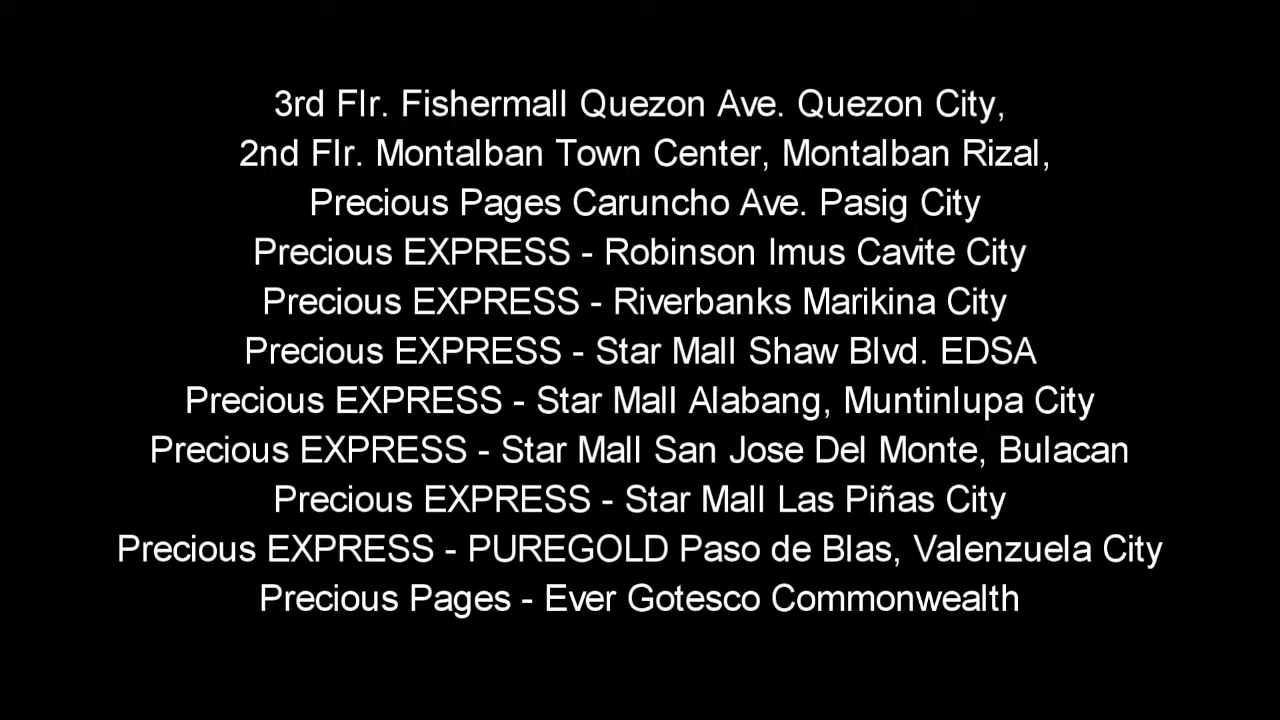 3rd Flr. Fishermall Quezon Ave. Quezon City,
2nd Flr. Montalban Town Center, Montalban Rizal,
Precious Pages Caruncho Ave. Pasig City
Precious EXPRESS - Robinson Imus Cavite City
Precious EXPRESS - Riverbanks Marikina City
Precious EXPRESS - Star Mall Shaw Blvd. EDSA
Precious EXPRESS - Star Mall Alabang, Muntinlupa City
Precious EXPRESS - Star Mall San Jose Del Monte, Bulacan
Precious EXPRESS - Star Mall Las Piñas City
Precious EXPRESS - PUREGOLD Paso de Blas, Valenzuela City
Precious Pages - Ever Gotesco Commonwealth